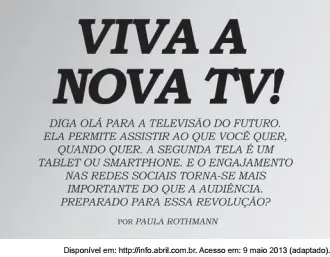 VIVA A
NOVA TV!
DIGA OLÁ PARA A TELEVISÃO DO FUTURO.
ELA PERMITE ASSISTIR AO QUE VOCÊ QUER,
QUANDO QUER. A SEGUNDA TELA É UM
TABLET OU SMARTPHONE. E O ENGAJAMENTO
NAS REDES SOCIAIS TORNA-SE MAIS
IMPORTANTE DO QUE A AUDIÊNCIA.
PREPARADO PARA ESSA REVOLUÇÃO?
POR PAULA ROTHMANN
Disponível em: http://info.abril.com.br. Acesso em: 9 maio 2013 (adaptado).